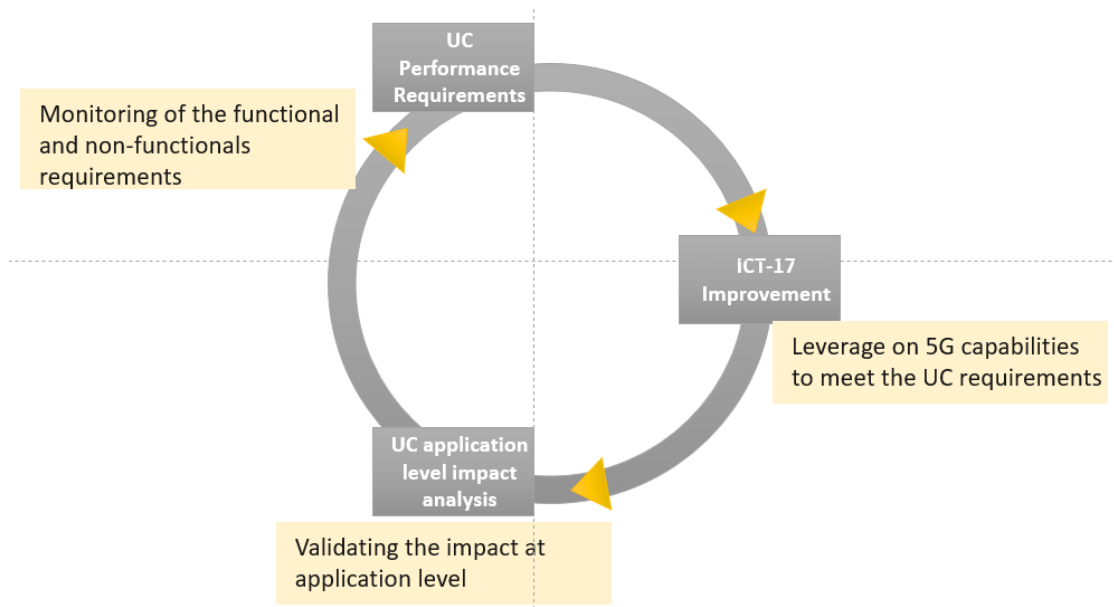 UC
Performance
Requirements
Monitoring of the functional
and non-functionals
requirements
ICT-17
Improvement
Leverage on 5G capabilities
to meet the UC requirements
UC application
level impact
analysis
Validating the impact at
application level